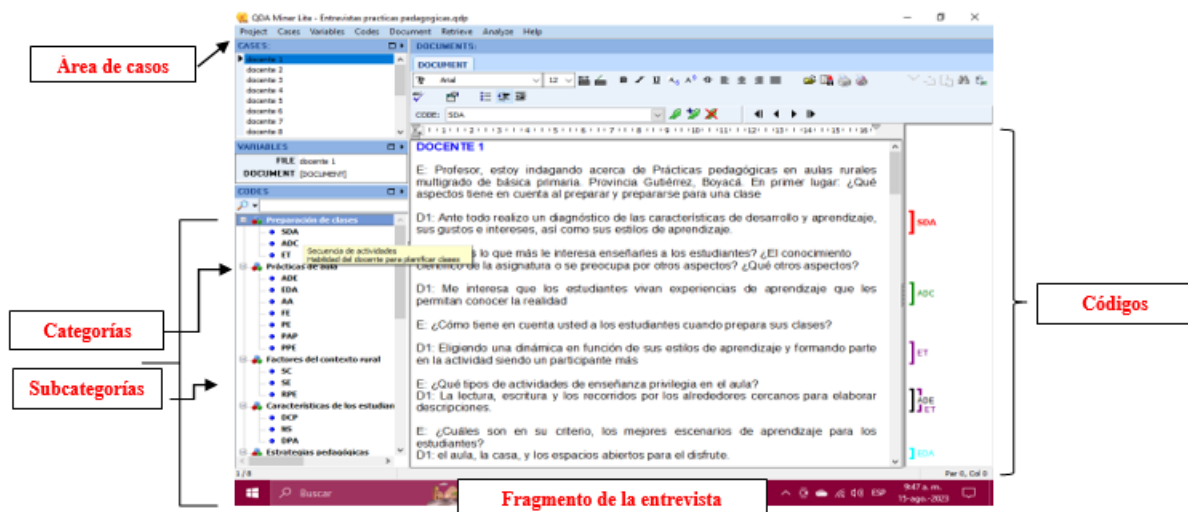 QDA Miner Lite - Entrevistas practicas pedagogicas.qdp
Project Cases Variables Codes Document Retrieve Analyze Help
Área de casos
CASES:
docente 1
docente 2
docente 3
docente 4
docente 5
docente 6
docente 7
docente 8
VARIABLES
FILE docente 1
DOCUMENT [DOCUMENT]
CODES
Preparación de clases
SDA
ADC
ET
Secuencia de actividades
Habilidad del docente para planificar clases
Prácticas de aula
ADE
EDA
AA
FE
PE
PAP
PPE
Factores del contexto rural
SC
SE
RPE
Características de los estudian
DCP
NS
DPA
Estrategias pedagógicas
Categorías
Subcategorías
DOCUMENTS:
DOCUMENT
Arial 12
CODE: SDA
DOCENTE 1
E: Profesor, estoy indagando acerca de Prácticas pedagógicas en aulas rurales
multigrado de básica primaria. Provincia Gutiérrez, Boyacá. En primer lugar: ¿Qué
aspectos tiene en cuenta al preparar y prepararse para una clase
D1: Ante todo realizo un diagnóstico de las características de desarrollo y aprendizaje,
sus gustos e intereses, así como sus estilos de aprendizaje.
s lo que más le interesa enseñarles a los estudiantes? ¿El conocimiento
científico de la asignatura o se preocupa por otros aspectos? ¿Qué otros aspectos?
D1: Me interesa que los estudiantes vivan experiencias de aprendizaje que les
permitan conocer la realidad
E: ¿Cómo tiene en cuenta usted a los estudiantes cuando prepara sus clases?
D1: Eligiendo una dinámica en función de sus estilos de aprendizaje y formando parte
en la actividad siendo un participante más
E: ¿Qué tipos de actividades de enseñanza privilegia en el aula?
D1: La lectura, escritura y los recorridos por los alrededores cercanos para elaborar
descripciones.
E: ¿Cuáles son en su criterio, los mejores escenarios de aprendizaje para los
estudiantes?
D1: el aula, la casa, y los espacios abiertos para el disfrute.
SDA
ADC
ET
ADE
ET
EDA
Códigos
1/8
Par 0, Col 0
Buscar
Fragmento de la entrevista
ESP
9:47 a. m.
15-ago.-2023